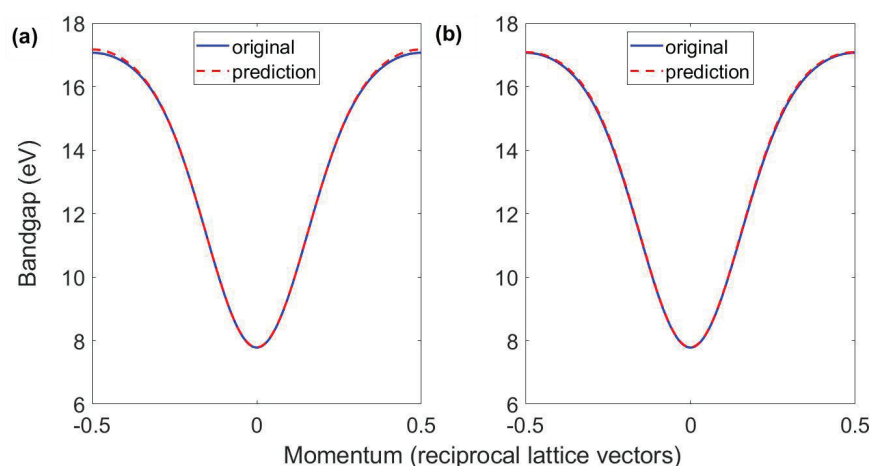 (a)
18
16
14
12
10
8
6
-0.5
0
0.5
original
prediction
Bandgap (eV)
(b)
18
16
14
12
10
8
6
-0.5
0
0.5
original
prediction
Momentum (reciprocal lattice vectors)